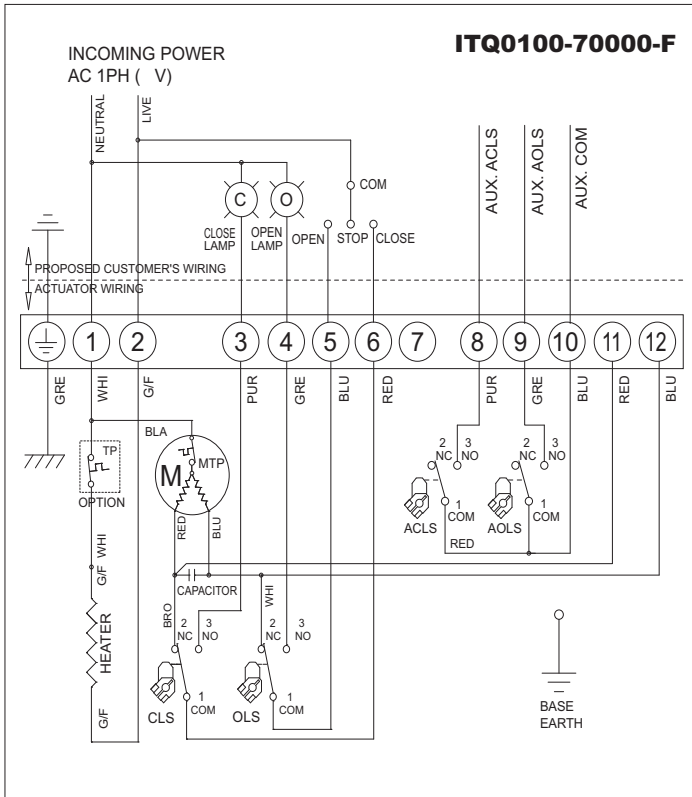 ITQ0100-70000-F
INCOMING POWER
AC 1PH ( V)
NEUTRAL
LIVE
AUX. ACLS
AUX. AOLS
AUX. COM
COM
C
O
CLOSE
LAMP
OPEN
LAMP
OPEN
STOP
CLOSE
PROPOSED CUSTOMER'S WIRING
ACTUATOR WIRING
1
2
3
4
5
6
7
8
9
10
11
12
GRE
WHI
G/F
PUR
GRE
BLU
RED
PUR
GRE
BLU
RED
BLU
BLA
TP
OPTION
M
MTP
RED
BLU
2
NC
3
NO
1
COM
ACLS
2
NC
3
NO
1
COM
AOLS
RED
WHI
G/F
HEATER
G/F
CAPACITOR
BRO
WHI
2
NC
3
NO
1
COM
CLS
2
NC
3
NO
1
COM
OLS
BASE
EARTH